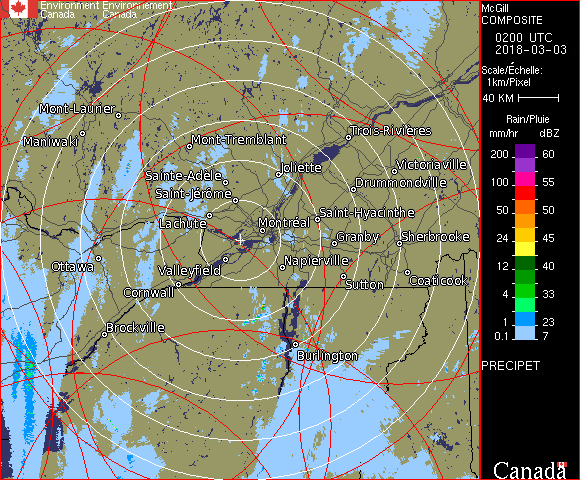 Environment Environnement
Canada Canada
McGill
COMPOSITE
0200 UTC
2018-03-03
Scale/Échelle:
1km/Pixel
40 KM
Rain/Pluie
mm/hr dBZ
200 60
100 55
50 50
24 45
12 40
4 33
2 23
0.1 7
PRECIPET
Canada
Mont-Laurier
Maniwaki
Mont-Tremblant
Trois-Rivières
Joliette
Victoriaville
Sainte-Adèle
Drummondville
Saint-Jérôme
Lachute
Saint-Hyacinthe
Montréal
Granby
Sherbrooke
Ottawa
Valleyfield
Napierville
Coaticook
Cornwall
Sutton
Brockville
Burlington